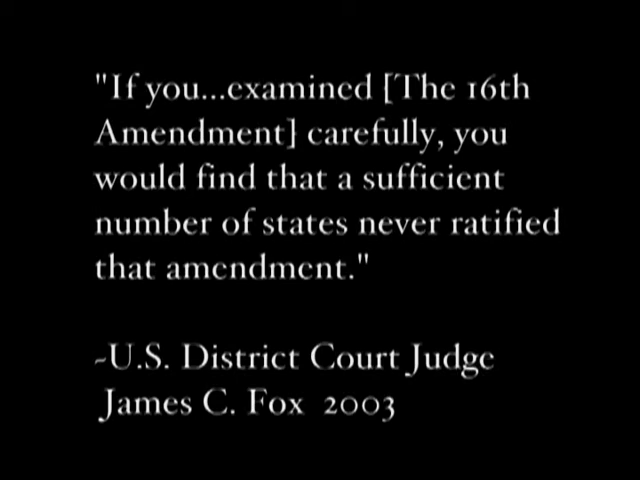 "If you...examined [The 16th
Amendment] carefully, you
would find that a sufficient
number of states never ratified
that amendment."
-U.S. District Court Judge
James C. Fox 2003